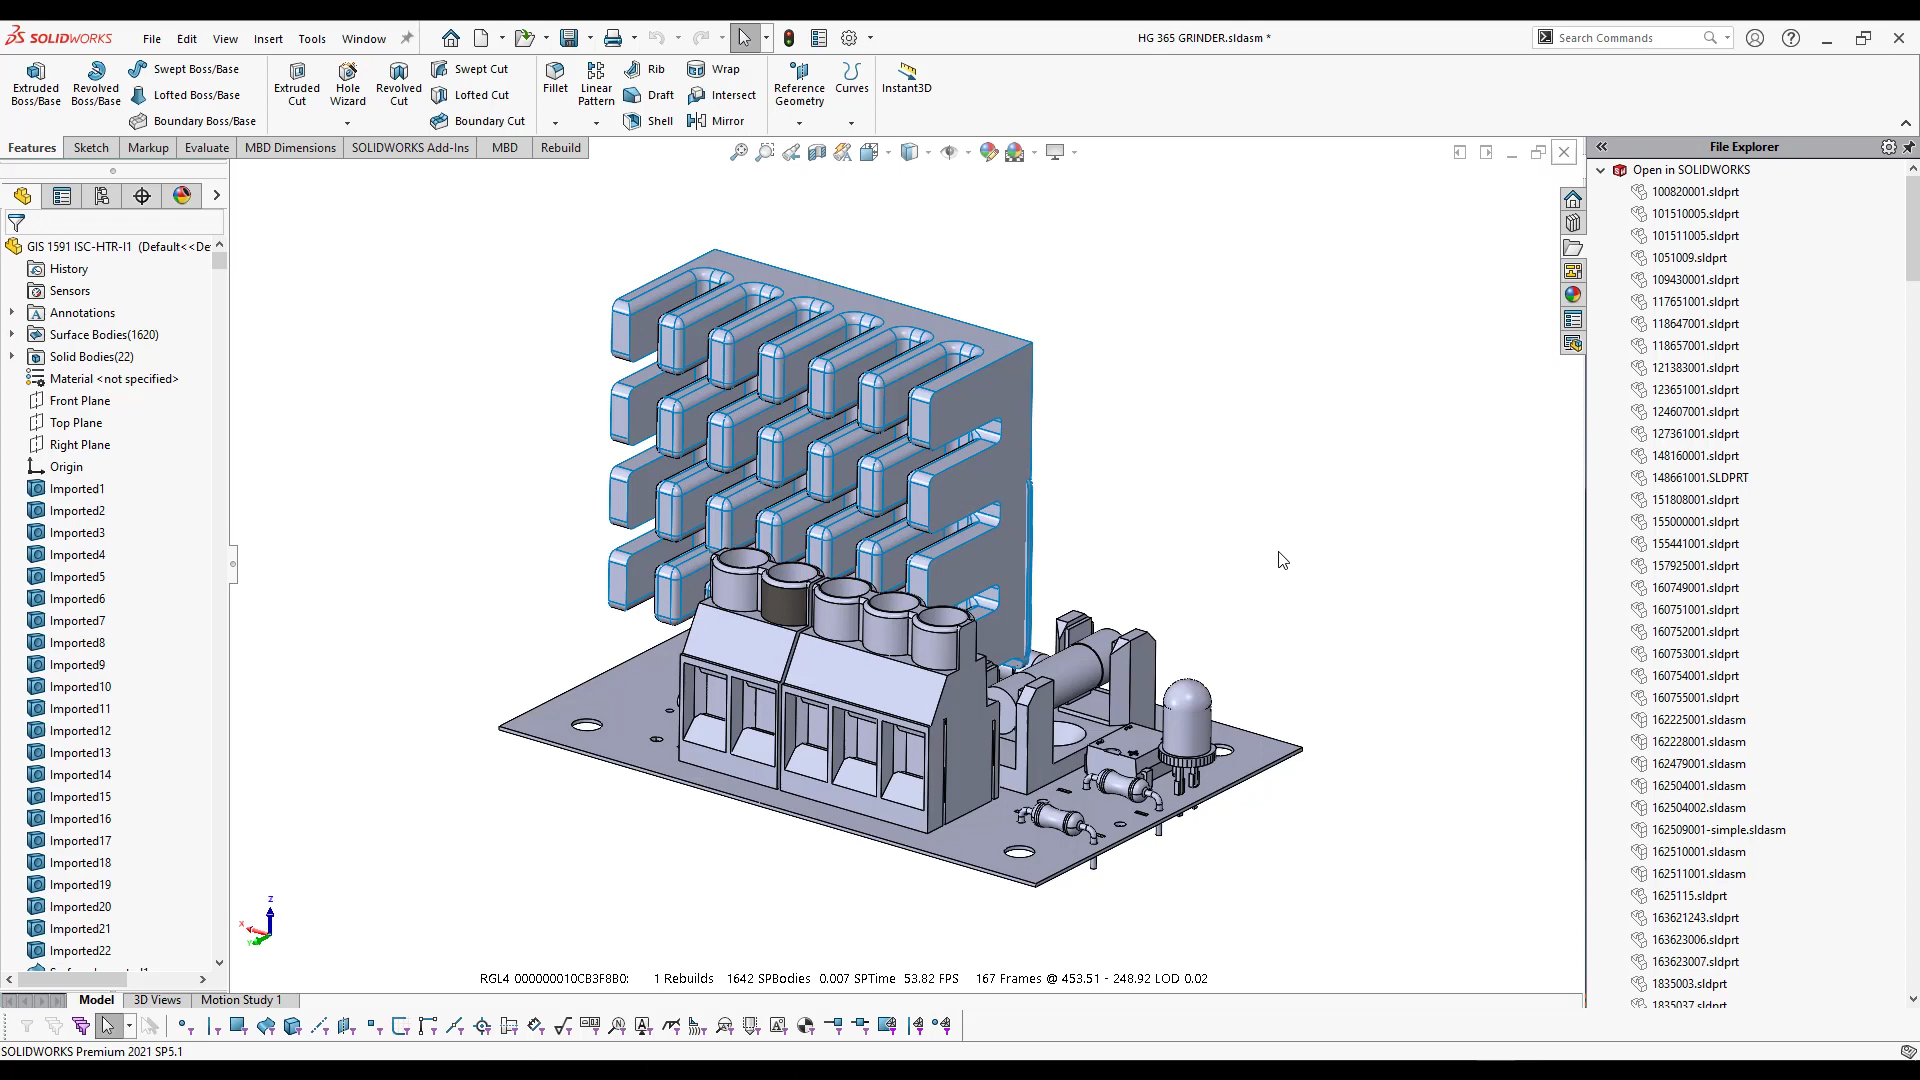 SOLIDWORKS
File Edit View Insert Tools Window
HG 365 GRINDER.sldasm *
Search Commands
Extruded Boss/Base
Revolved Boss/Base
Swept Boss/Base
Lofted Boss/Base
Boundary Boss/Base
Extruded Cut
Hole Wizard
Revolved Cut
Swept Cut
Lofted Cut
Boundary Cut
Fillet
Linear Pattern
Rib
Draft
Shell
Wrap
Intersect
Mirror
Reference Geometry
Curves
Instant3D
Features Sketch Markup Evaluate MBD Dimensions SOLIDWORKS Add-Ins MBD Rebuild
GIS 1591 ISC-HTR-I1 (Default<<De
History
Sensors
Annotations
Surface Bodies(1620)
Solid Bodies(22)
Material <not specified>
Front Plane
Top Plane
Right Plane
Origin
Imported1
Imported2
Imported3
Imported4
Imported5
Imported6
Imported7
Imported8
Imported9
Imported10
Imported11
Imported12
Imported13
Imported14
Imported15
Imported16
Imported17
Imported18
Imported19
Imported20
Imported21
Imported22
Z
X
Y
RGL4 000000010CB3F8B0: 1 Rebuilds 1642 SPBodies 0.007 SPTime 53.82 FPS 167 Frames @ 453.51 - 248.92 LOD 0.02
File Explorer
Open in SOLIDWORKS
100820001.sldprt
101510005.sldprt
101511005.sldprt
1051009.sldprt
109430001.sldprt
117651001.sldprt
118647001.sldprt
118657001.sldprt
121383001.sldprt
123651001.sldprt
124607001.sldprt
127361001.sldprt
148160001.sldprt
148661001.SLDPRT
151808001.sldprt
155000001.sldprt
155441001.sldprt
157925001.sldprt
160749001.sldprt
160751001.sldprt
160752001.sldprt
160753001.sldprt
160754001.sldprt
160755001.sldprt
162225001.sldasm
162228001.sldasm
162479001.sldasm
162504001.sldasm
162504002.sldasm
162509001-simple.sldasm
162510001.sldasm
162511001.sldasm
1625115.sldprt
163621243.sldprt
163623006.sldprt
163623007.sldprt
1835003.sldprt
1835037.sldprt
Model 3D Views Motion Study 1
SOLIDWORKS Premium 2021 SP5.1